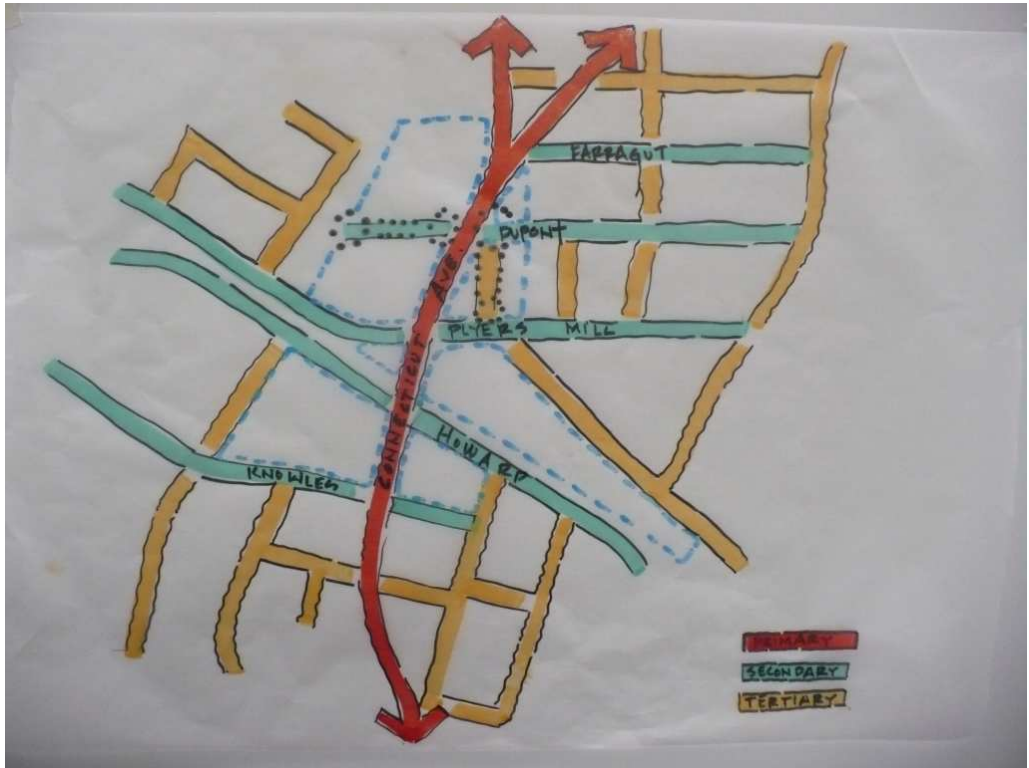 FARRAGUT
DUPONT
CONNECTICUT AVE.
PLYERS MILL
HOWARD
KNOWLES
PRIMARY
SECONDARY
TERTIARY